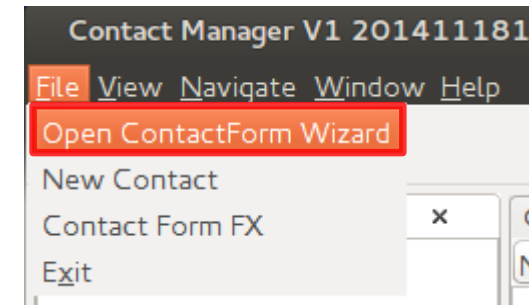 Contact Manager V1 201411181
File View Navigate Window Help
Open ContactForm Wizard
New Contact
Contact Form FX
Exit